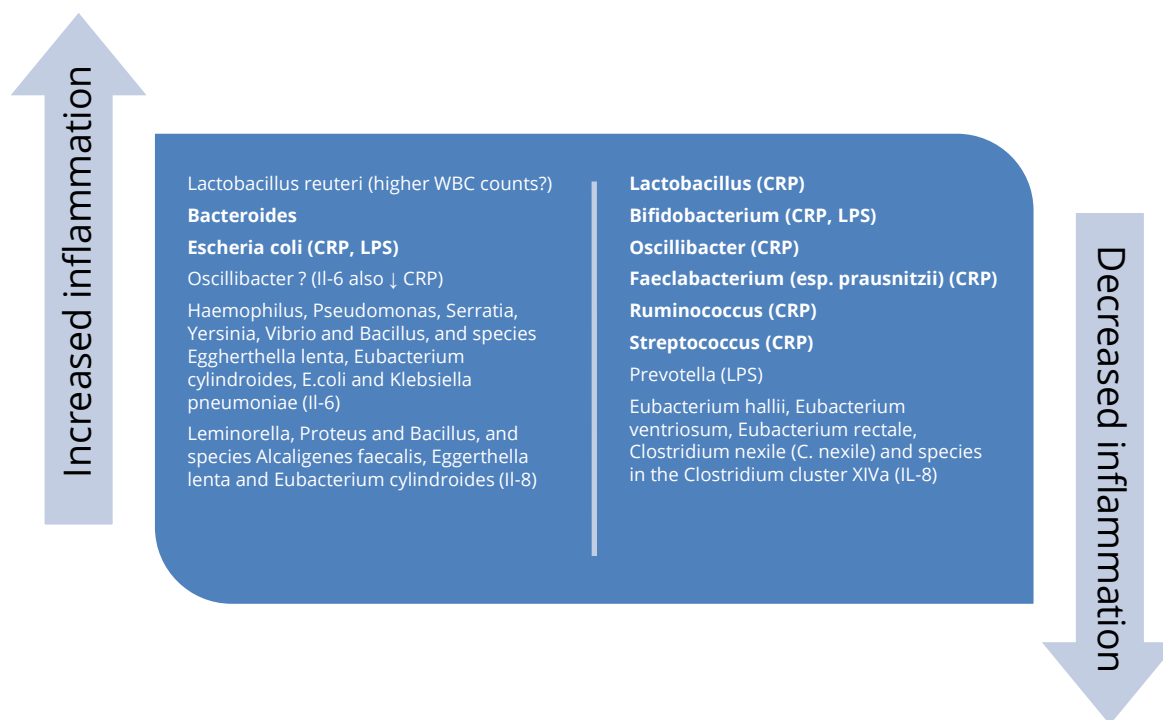 Increased inflammation
Lactobacillus reuteri (higher WBC counts?)
Bacteroides
Escheria coli (CRP, LPS)
Oscillibacter ? (Il-6 also ↓ CRP)
Haemophilus, Pseudomonas, Serratia,
Yersinia, Vibrio and Bacillus, and species
Eggherthella lenta, Eubacterium
cylindroides, E.coli and Klebsiella
pneumoniae (Il-6)
Leminorella, Proteus and Bacillus, and
species Alcaligenes faecalis, Eggerthella
lenta and Eubacterium cylindroides (Il-8)
Lactobacillus (CRP)
Bifidobacterium (CRP, LPS)
Oscillibacter (CRP)
Faeclabacterium (esp. prausnitzii) (CRP)
Ruminococcus (CRP)
Streptococcus (CRP)
Prevotella (LPS)
Eubacterium hallii, Eubacterium
ventriosum, Eubacterium rectale,
Clostridium nexile (C. nexile) and species
in the Clostridium cluster XIVa (IL-8)
Decreased inflammation